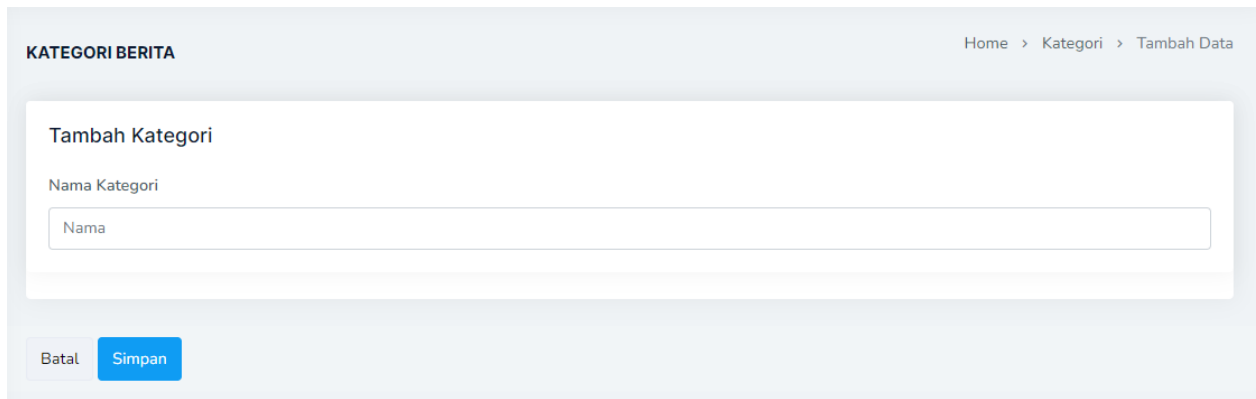 KATEGORI BERITA
Home > Kategori > Tambah Data
Tambah Kategori
Nama Kategori
Nama
Batal Simpan